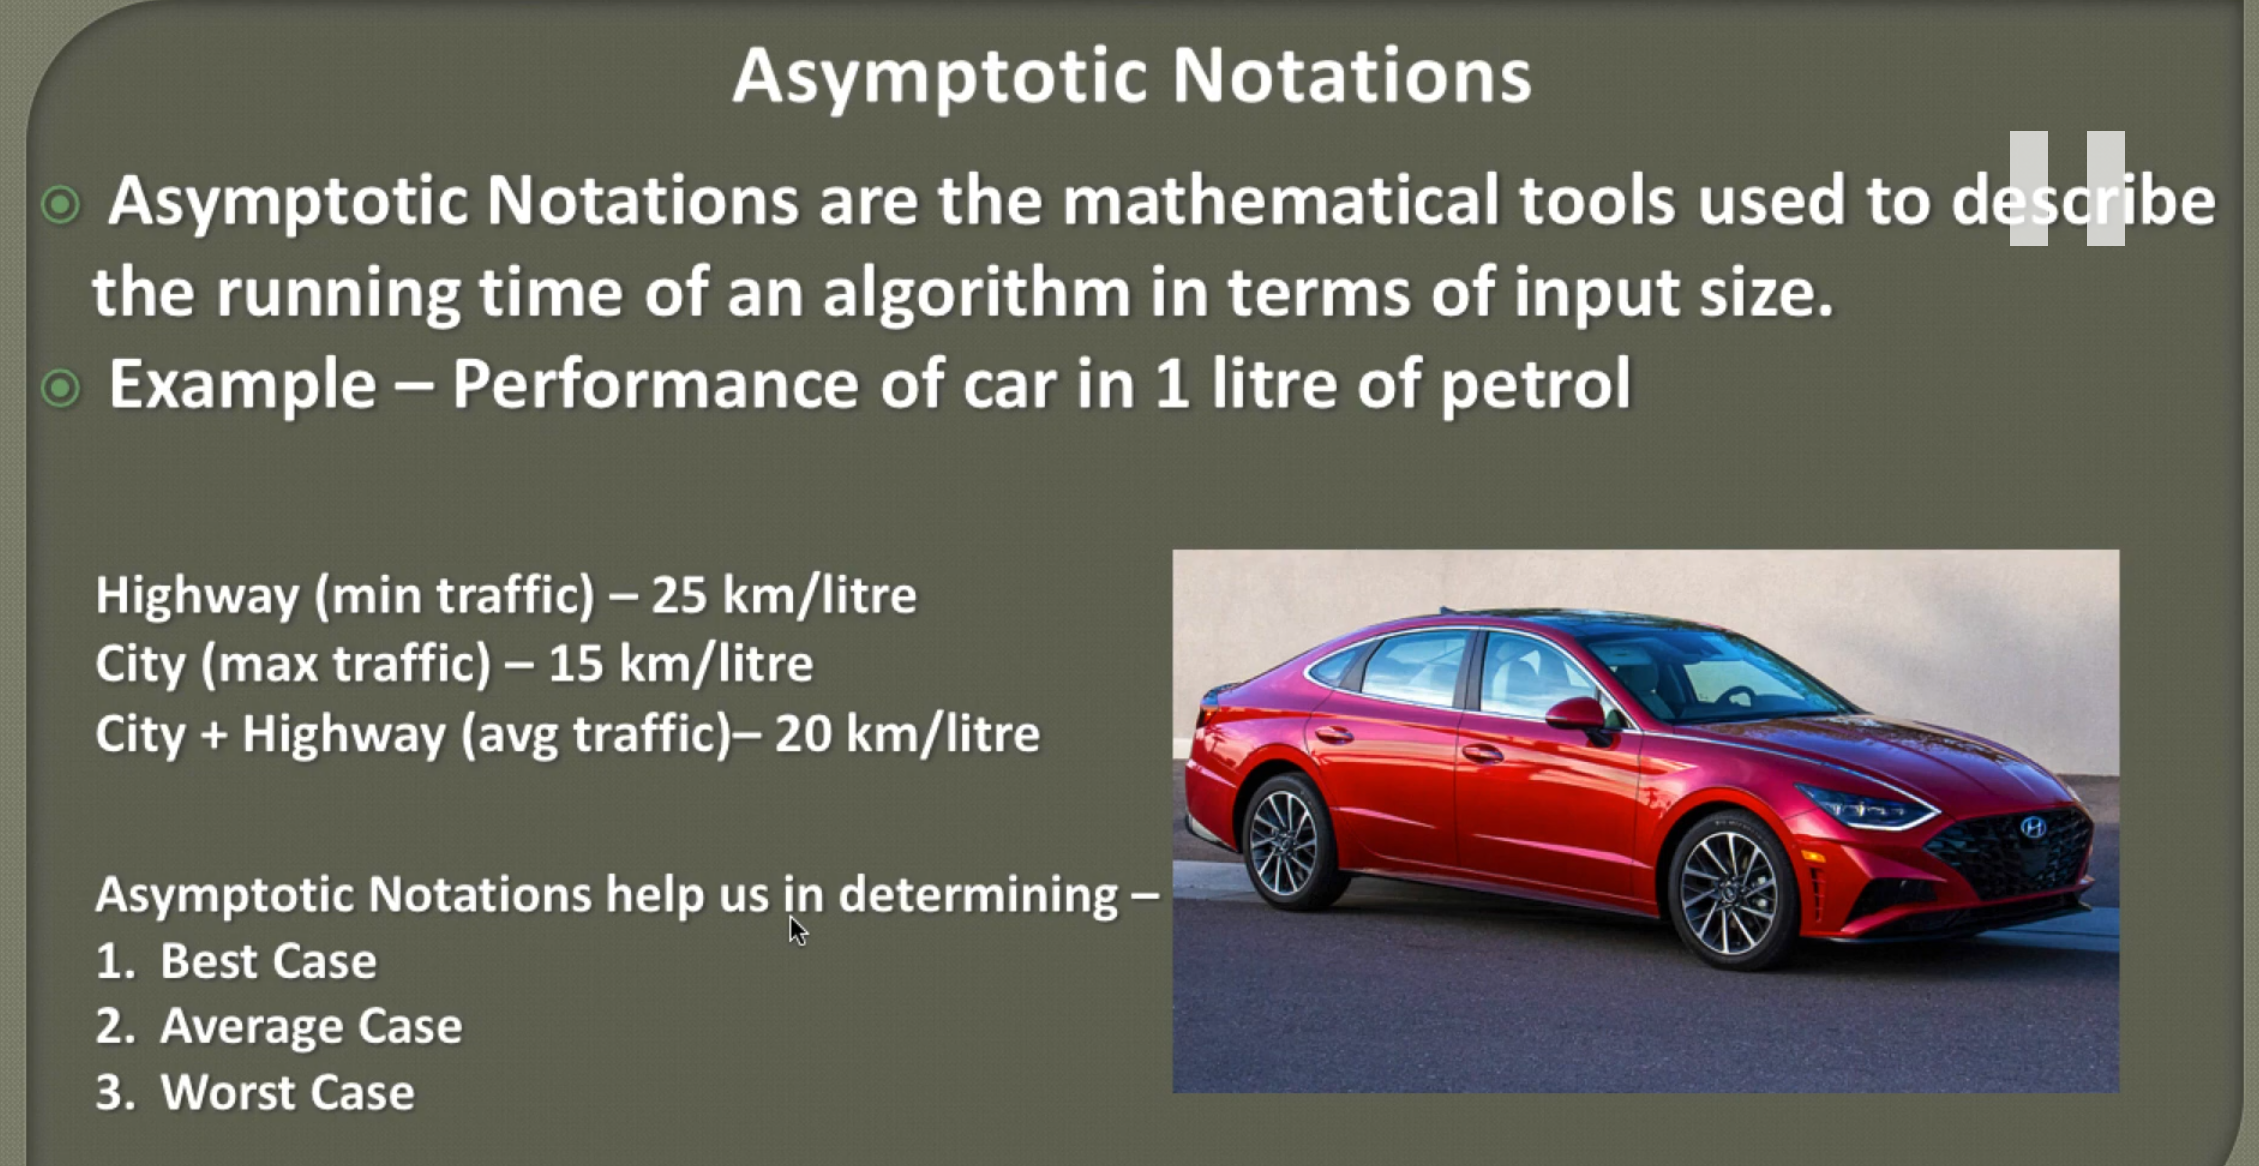 Asymptotic Notations
Asymptotic Notations are the mathematical tools used to describe
the running time of an algorithm in terms of input size.
Example – Performance of car in 1 litre of petrol
Highway (min traffic) – 25 km/litre
City (max traffic) – 15 km/litre
City + Highway (avg traffic)– 20 km/litre
Asymptotic Notations help us in determining –
1. Best Case
2. Average Case
3. Worst Case